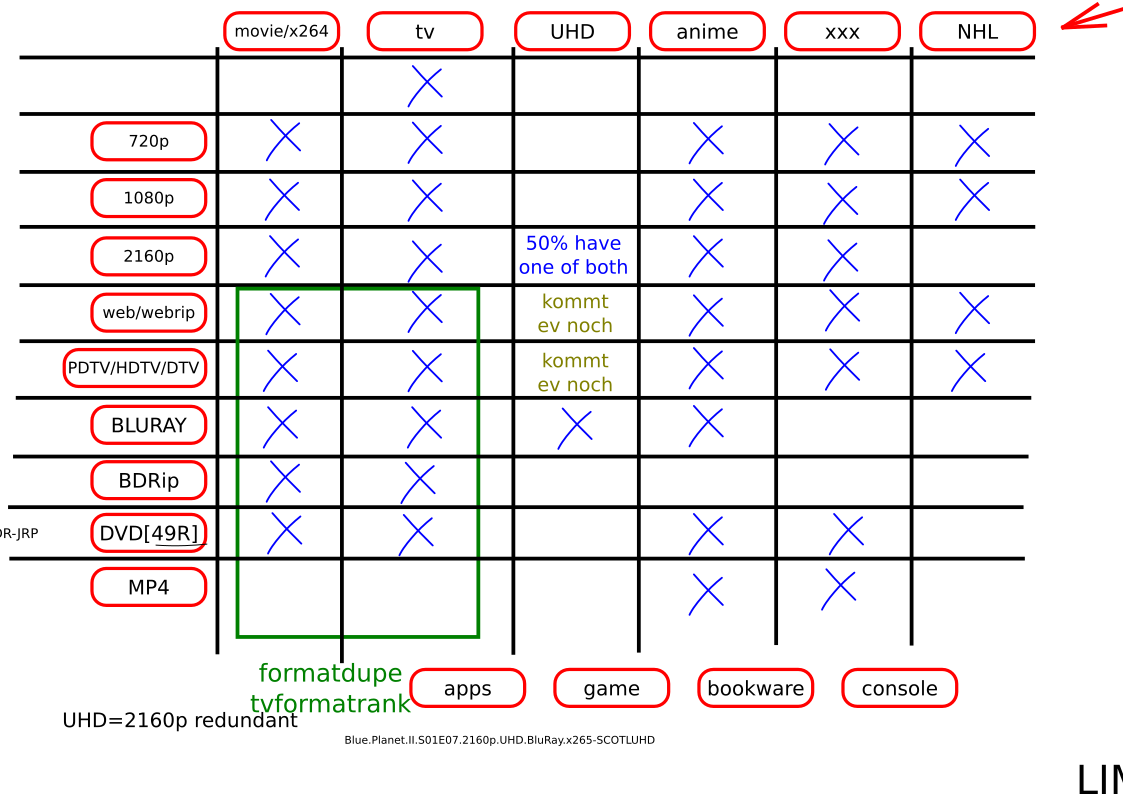 movie/x264 tv UHD anime xxx NHL
720p
1080p
2160p
50% have
one of both
web/webrip
kommt
ev noch
PDTV/HDTV/DTV
kommt
ev noch
BLURAY
BDRip
DVD[49R]
OR-JRP
MP4
formatdupe
tvformatrank
apps game bookware console
UHD=2160p redundant
Blue.Planet.II.S01E07.2160p.UHD.BluRay.x265-SCOTLUHD